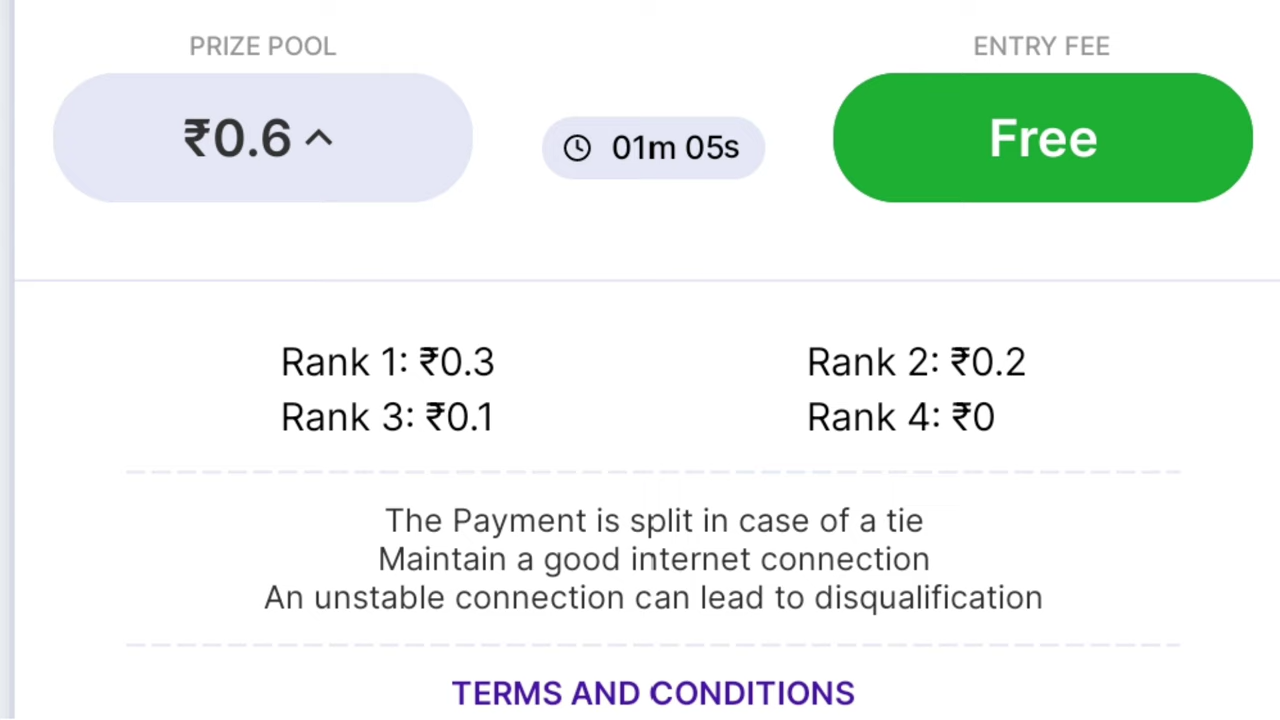 PRIZE POOL
ENTRY FEE
₹0.6
01m 05s
Free
Rank 1: ₹0.3
Rank 2: ₹0.2
Rank 3: ₹0.1
Rank 4: ₹0
The Payment is split in case of a tie
Maintain a good internet connection
An unstable connection can lead to disqualification
TERMS AND CONDITIONS